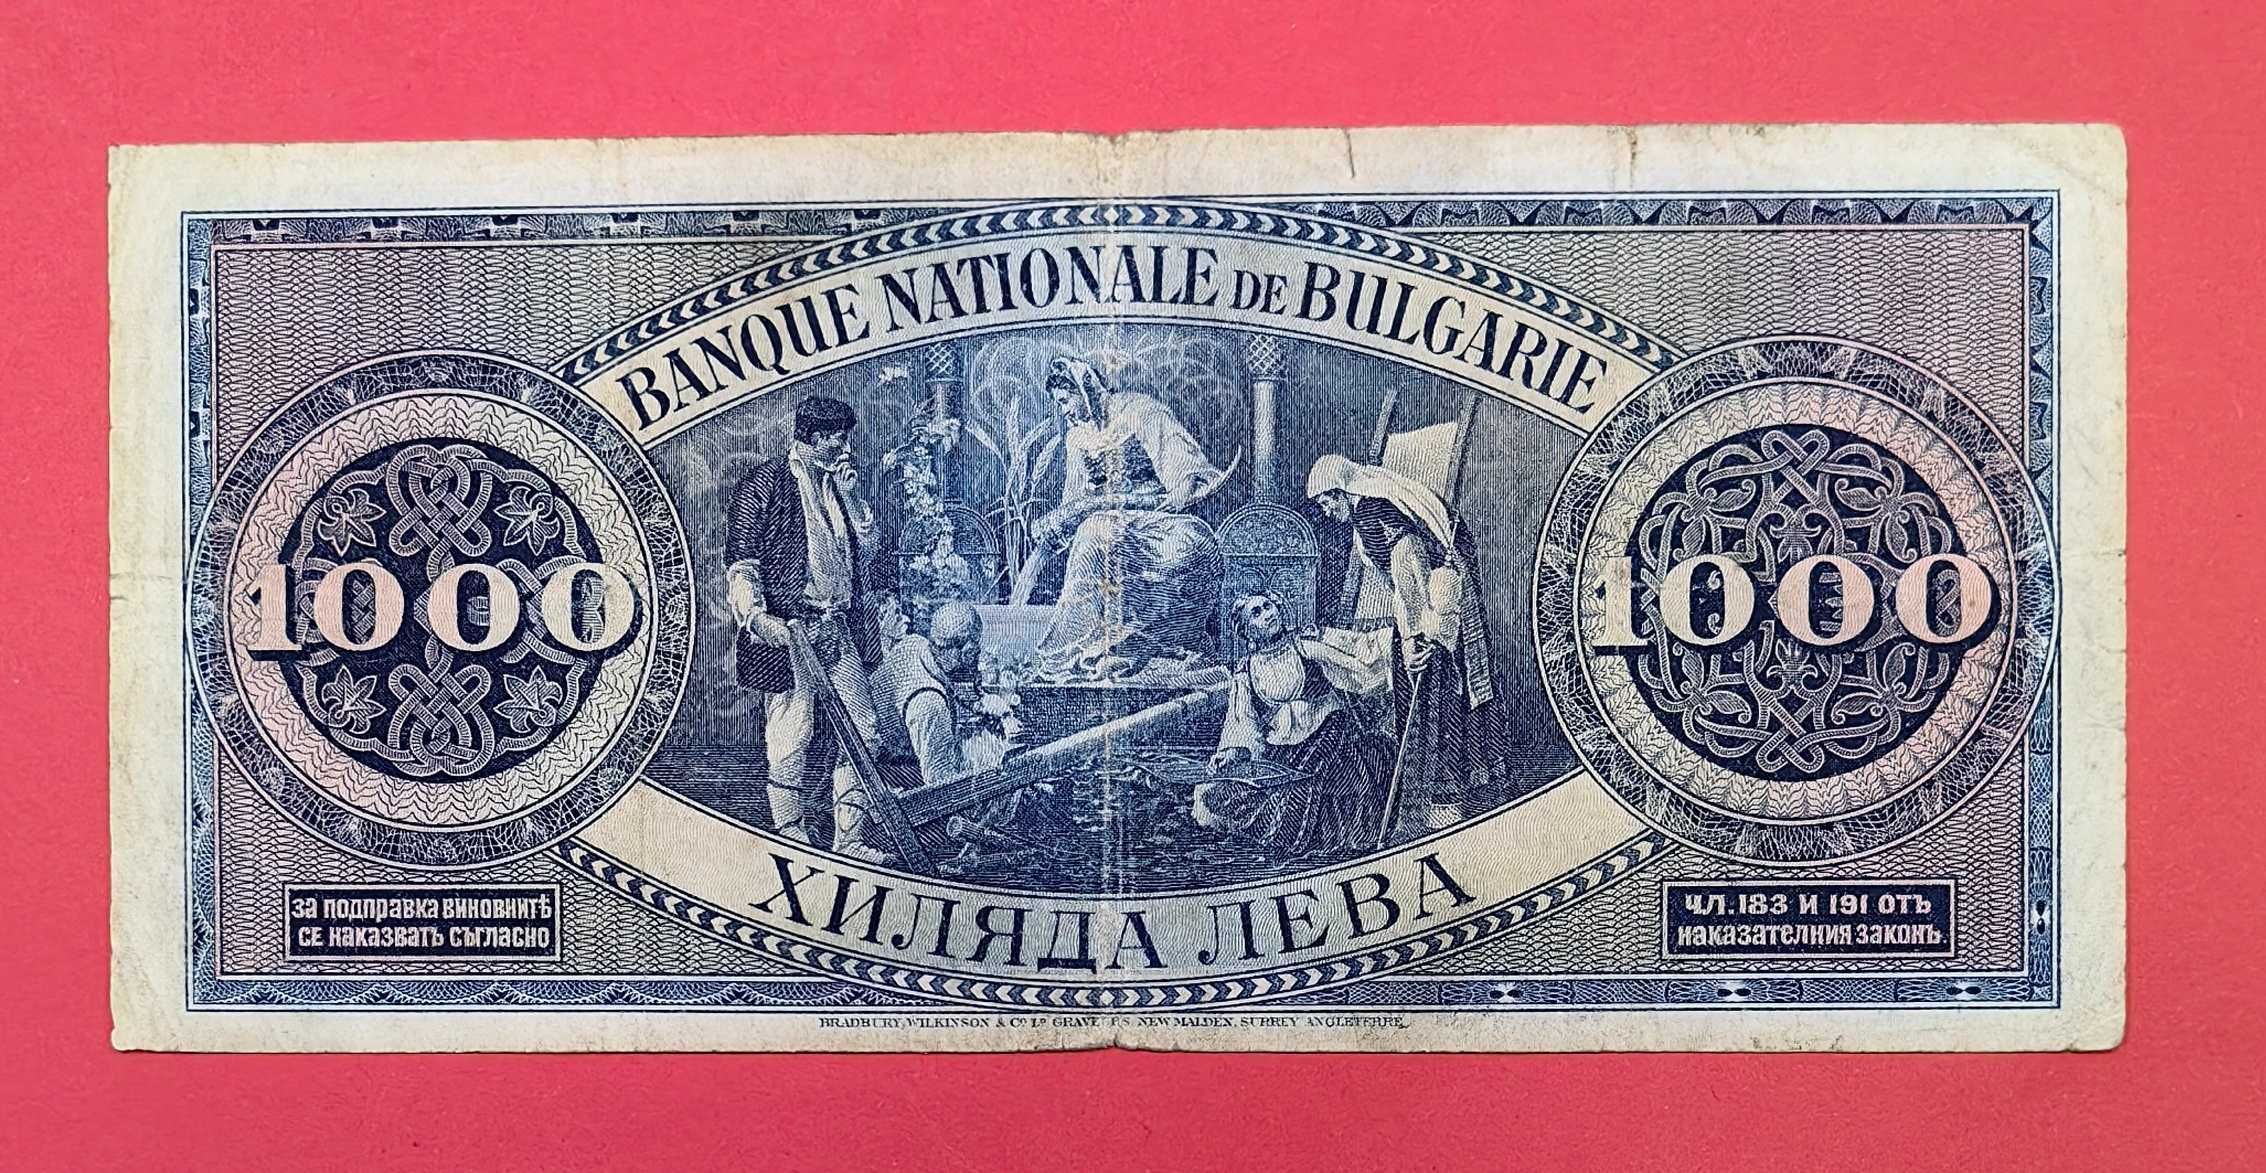 BANQUE NATIONALE DE BULGARIE
1000
1000
ХИЛЯДА ЛЕВА
ЗА ПОДПРАВКА ВИНОВНИТѢ
СЕ НАКАЗВАТЪ СЪГЛАСНО
ЧЛ. 183 И 191 ОТЪ
НАКАЗАТЕЛНИЯ ЗАКОНЪ.
BRADBURY, WILKINSON & Cº Lᴰ GRAVEURS NEW MALDEN, SURREY ANGLETERRE